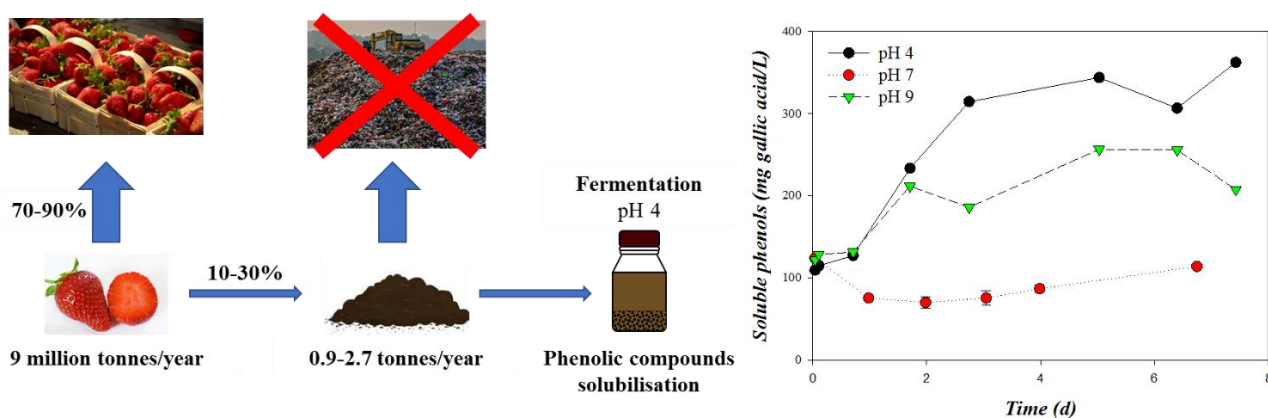 70-90%
9 million tonnes/year
10-30%
0.9-2.7 tonnes/year
Fermentation
pH 4
Phenolic compounds
solubilisation
Soluble phenols (mg gallic acid/L)
400
300
200
100
0
pH 4
pH 7
pH 9
0
2
4
6
8
Time (d)